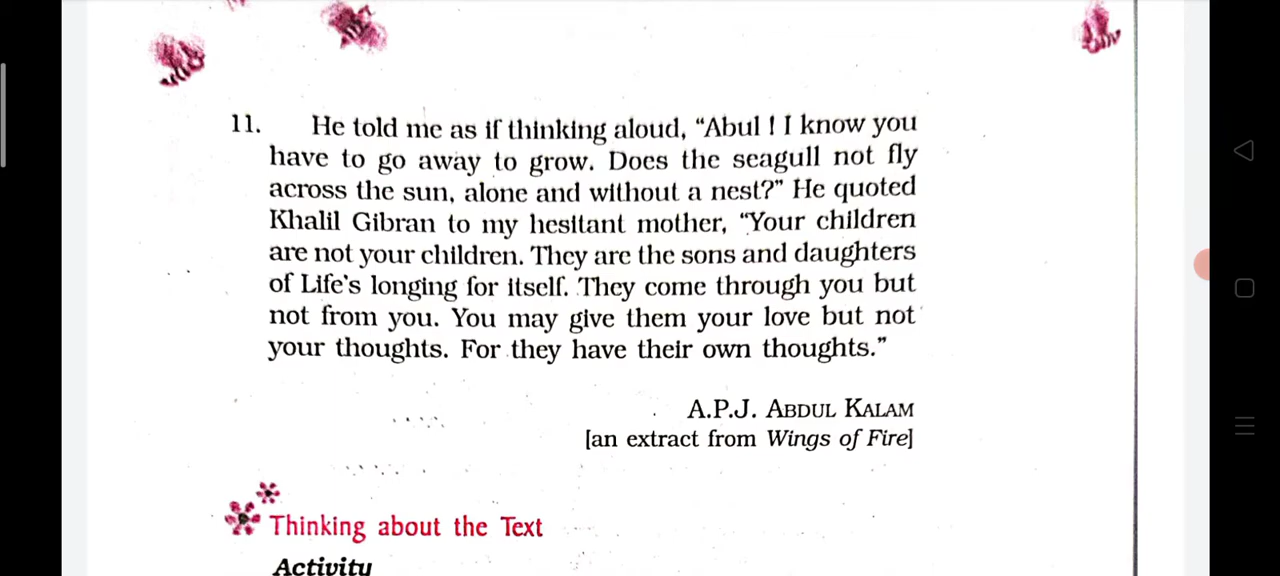 11. He told me as if thinking aloud, “Abul ! I know you
have to go away to grow. Does the seagull not fly
across the sun, alone and without a nest?” He quoted
Khalil Gibran to my hesitant mother, “Your children
are not your children. They are the sons and daughters
of Life's longing for itself. They come through you but
not from you. You may give them your love but not
your thoughts. For they have their own thoughts.”
A.P.J. ABDUL KALAM
[an extract from Wings of Fire]
Thinking about the Text
Activity